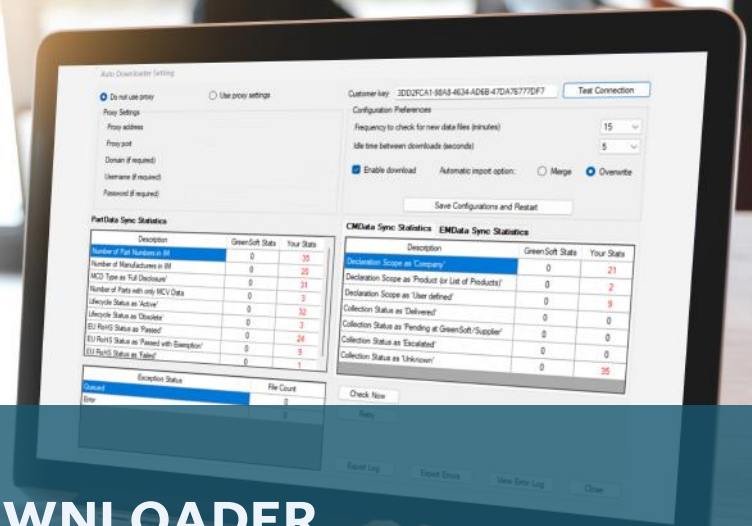 Auto Downloader Setting
Do not use proxy
Use proxy settings
Proxy Settings
Proxy address
Proxy port
Domain (if required)
Username (if required)
Password (if required)
Customer key 3DD2FCA1-98A8-4634-AD6B-47DA76777DF7 Test Connection
Configuration Preferences
Frequency to check for new data files (minutes) 15
Idle time between downloads (seconds) 5
Enable download Automatic import option: Merge Overwrite
Save Configurations and Restart
PartData Sync Statistics
Description GreenSoft Stats Your Stats
Number of Part Numbers in IM 0 35
Number of Manufacturers in IM 0 25
MCD Type as 'Full Disclosure' 0 31
Number of Parts with only MCV Data 0 3
Lifecycle Status as 'Active' 0 32
Lifecycle Status as 'Obsolete' 0 3
EU RoHS Status as 'Passed' 0 24
EU RoHS Status as 'Passed with Exemption' 0 9
EU RoHS Status as 'Failed' 0 1
CMData Sync Statistics EMData Sync Statistics
Description GreenSoft Stats Your Stats
Declaration Scope as 'Company' 0 21
Declaration Scope as 'Product (or List of Products)' 0 2
Declaration Scope as 'User defined' 0 9
Collection Status as 'Delivered' 0 0
Collection Status as 'Pending at GreenSoft/Supplier' 0 0
Collection Status as 'Escalated' 0 0
Collection Status as 'Unknown' 0 35
Exception Status File Count
Queued 0
Error 0
Check Now
Retry
Export Log Export Errors View Error Log Close
WNLOADER